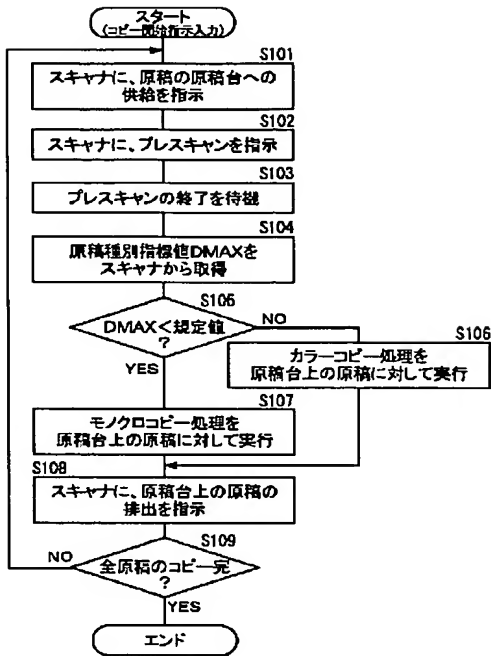 スタート
(コピー開始指示入力)
S101
スキャナに、原稿の原稿台への
供給を指示
S102
スキャナに、プレスキャンを指示
S103
プレスキャンの終了を待機
S104
原稿種別指標値DMAXを
スキャナから取得
S105
DMAX<規定値
?
NO
YES
S106
カラーコピー処理を
原稿台上の原稿に対して実行
S107
モノクロコピー処理を
原稿台上の原稿に対して実行
S108
スキャナに、原稿台上の原稿の
排出を指示
S109
NO
全原稿のコピー完
?
YES
エンド